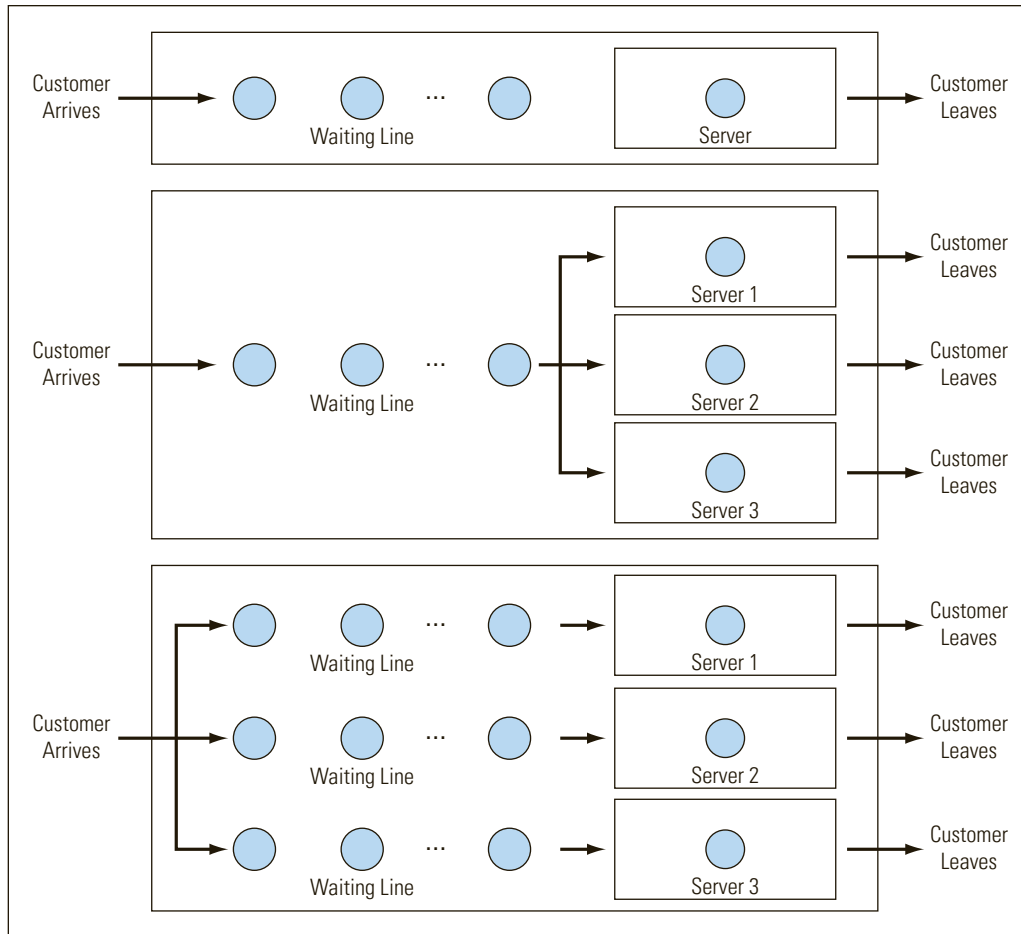 Customer
Arrives
...
Waiting Line
Server
Customer
Leaves
Customer
Arrives
...
Waiting Line
Server 1
Customer
Leaves
Server 2
Customer
Leaves
Server 3
Customer
Leaves
Customer
Arrives
...
Waiting Line
Server 1
Customer
Leaves
...
Waiting Line
Server 2
Customer
Leaves
...
Waiting Line
Server 3
Customer
Leaves